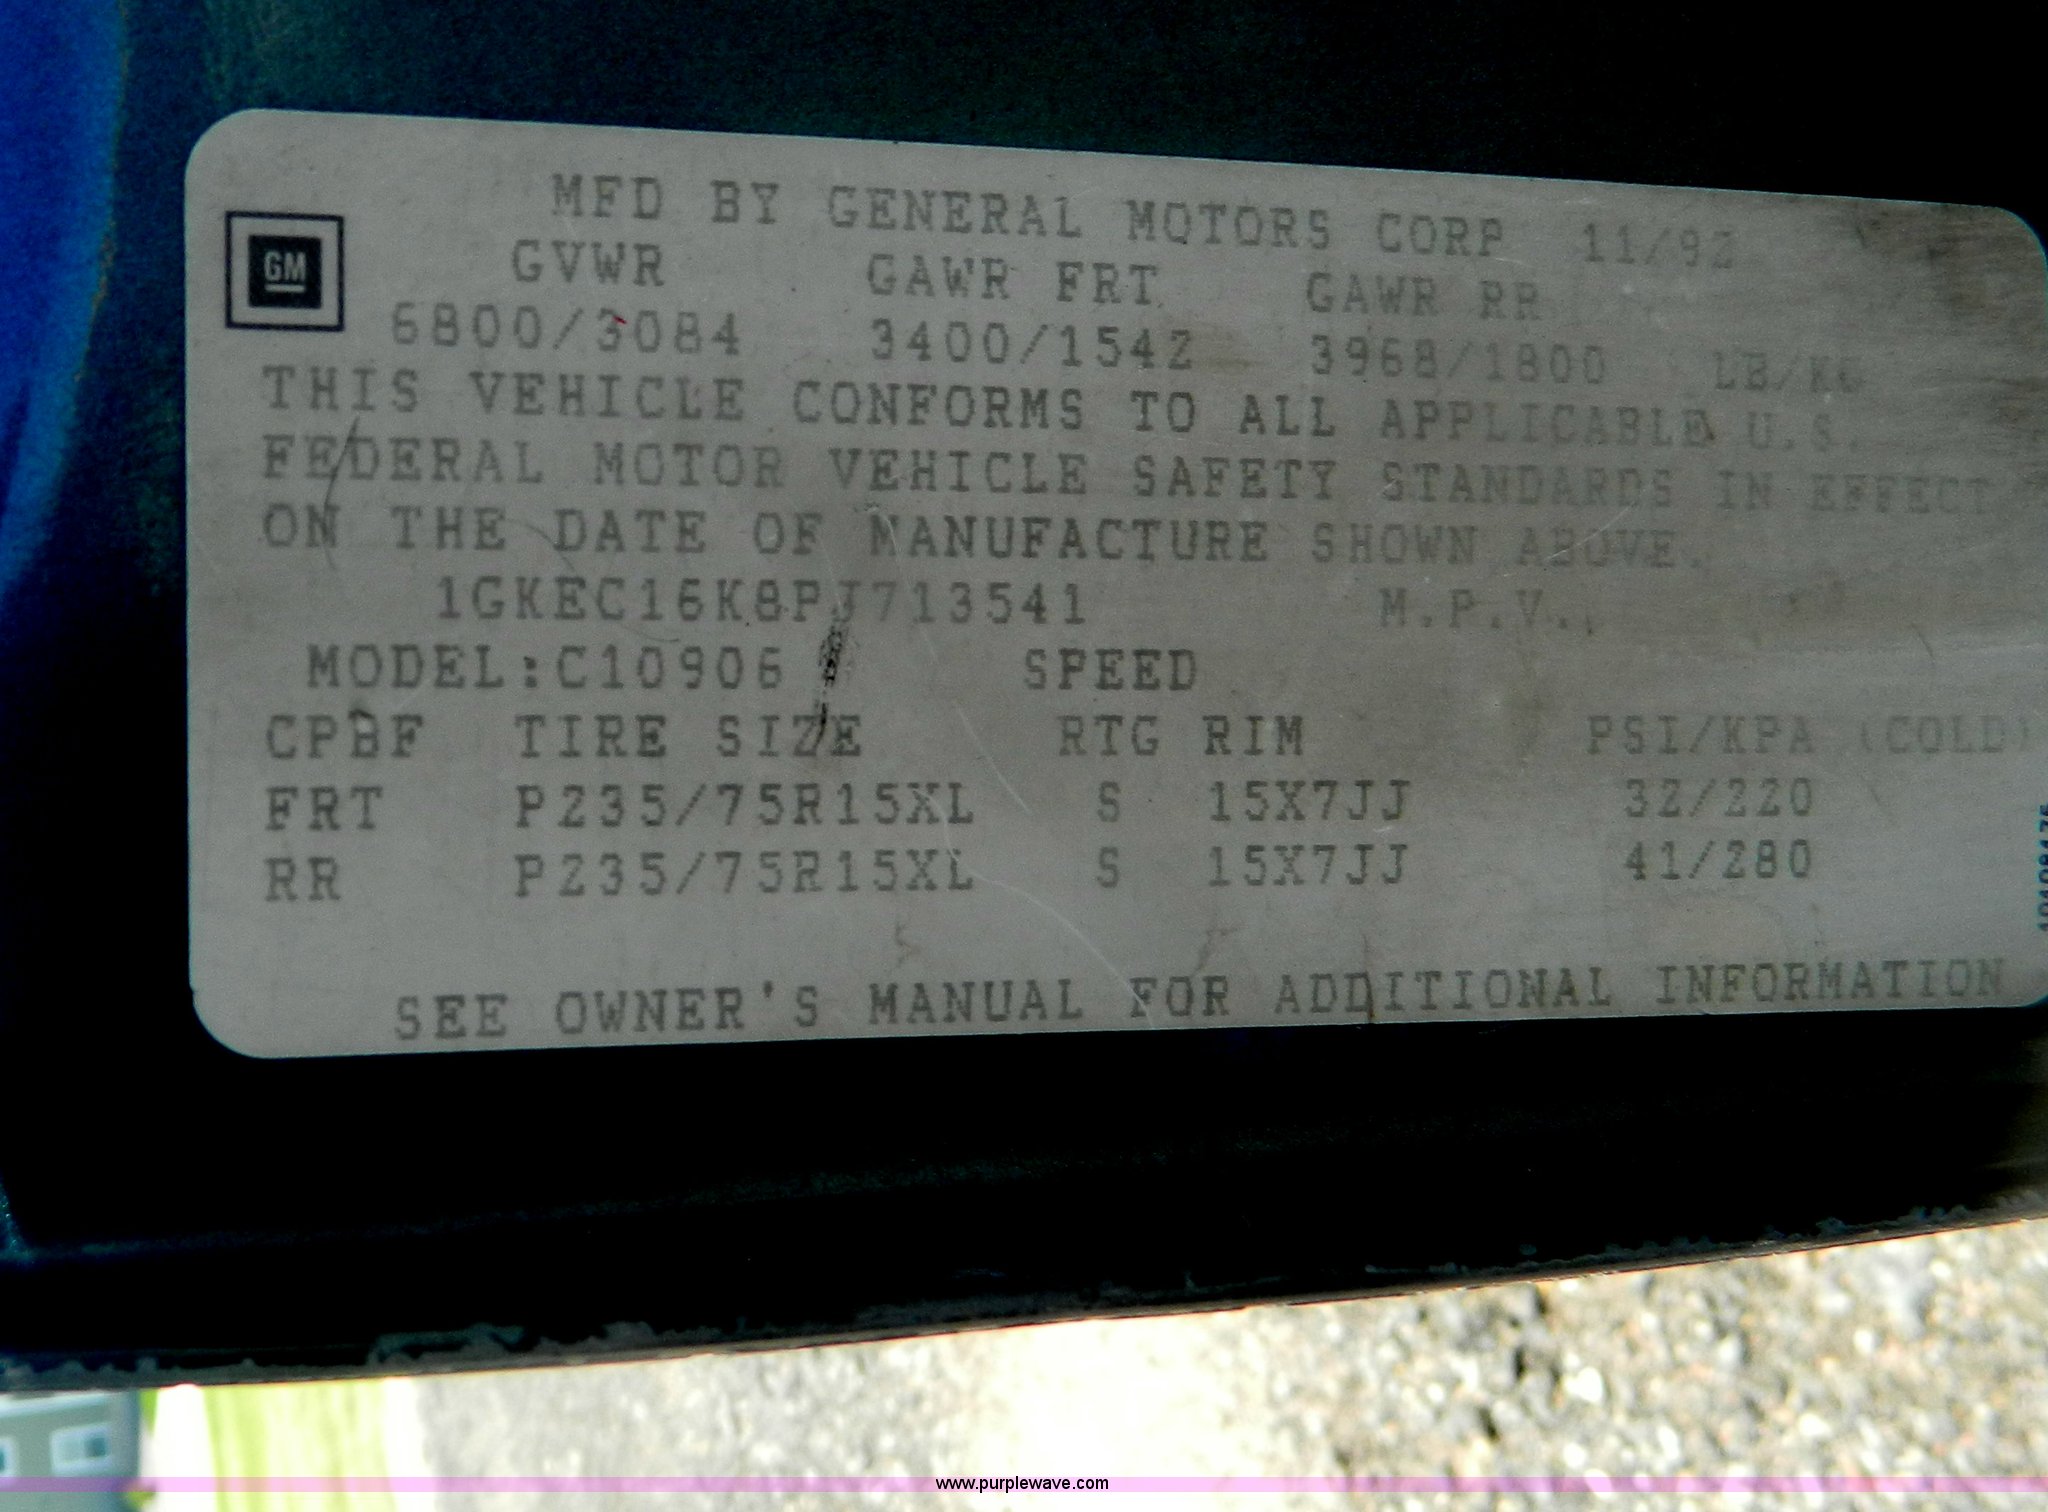 MFD BY GENERAL MOTORS CORP 11/92
GM
GVWR GAWR FRT GAWR RR
6800/3084 3400/1542 3968/1800 LB/KG
THIS VEHICLE CONFORMS TO ALL APPLICABLE U.S.
FEDERAL MOTOR VEHICLE SAFETY STANDARDS IN EFFECT
ON THE DATE OF MANUFACTURE SHOWN ABOVE.
1GKEC16K8PJ713541 M.P.V.
MODEL:C10906 SPEED
CPBF TIRE SIZE RTG RIM PSI/KPA (COLD)
FRT P235/75R15XL S 15X7JJ 32/220
RR P235/75R15XL S 15X7JJ 41/280
SEE OWNER'S MANUAL FOR ADDITIONAL INFORMATION
www.purplewave.com